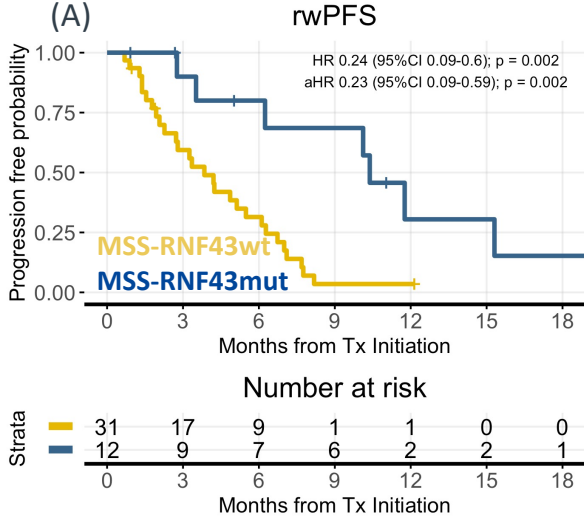 (A)
rwPFS
HR 0.24 (95%CI 0.09-0.6); p = 0.002
aHR 0.23 (95%CI 0.09-0.59); p = 0.002
Progression free probability
1.00
0.75
0.50
0.25
0.00
MSS-RNF43wt
MSS-RNF43mut
0 3 6 9 12 15 18
Months from Tx Initiation
Number at risk
Strata
31 17 9 1 1 0 0
12 9 7 6 2 2 1
0 3 6 9 12 15 18
Months from Tx Initiation